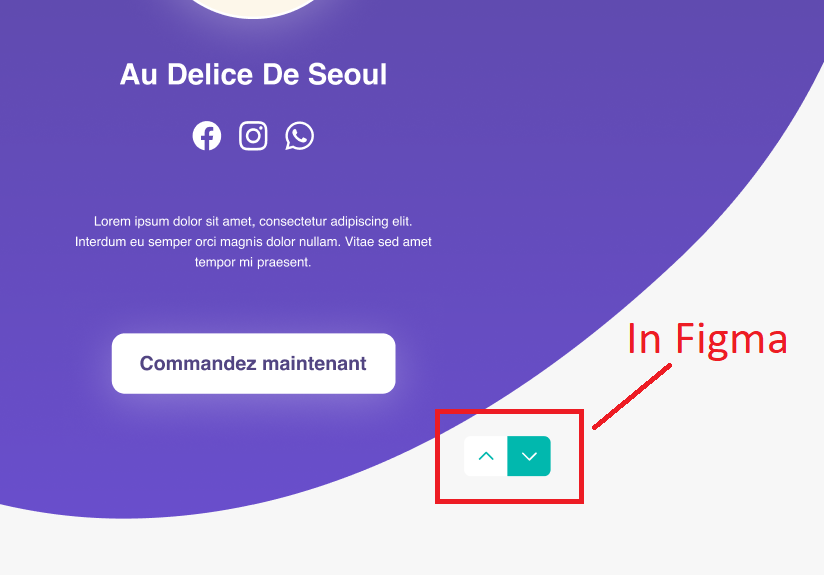 Au Delice De Seoul
Lorem ipsum dolor sit amet, consectetur adipiscing elit.
Interdum eu semper orci magnis dolor nullam. Vitae sed amet
tempor mi praesent.
In Figma
Commandez maintenant